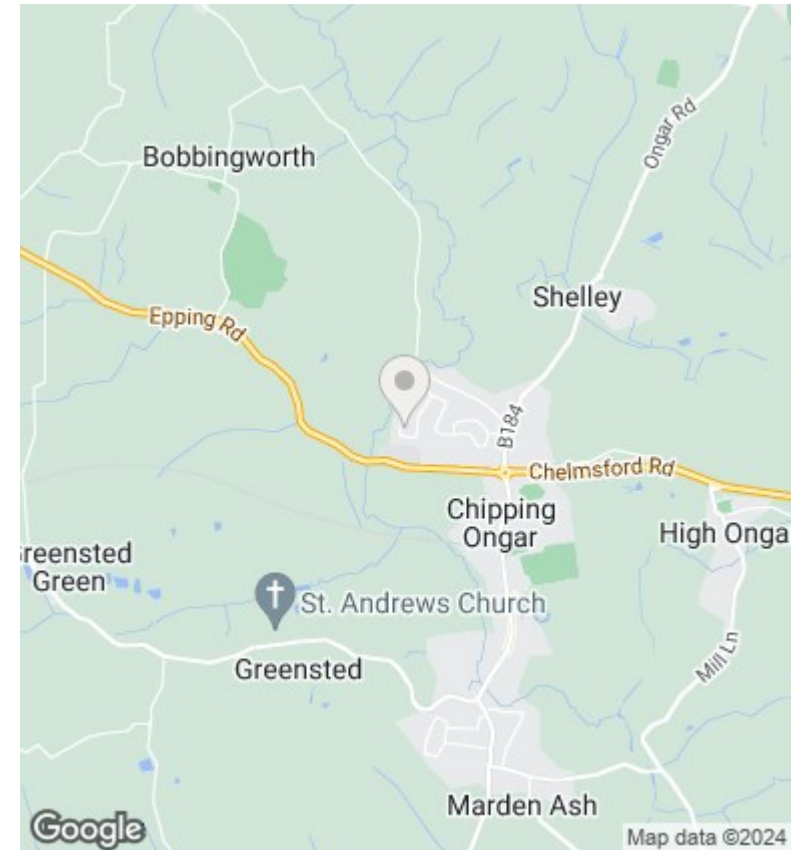 Ongar Rd
Bobbingworth
Shelley
Epping Rd
B184
Chelmsford Rd
Chipping
Ongar
High Onga
reensted
Green
St. Andrews Church
Greensted
Mill Ln
Marden Ash
Google
Map data ©2024